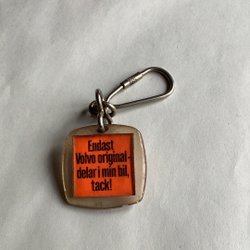 Endast
Volvo original-
delar i min bil,
tack!